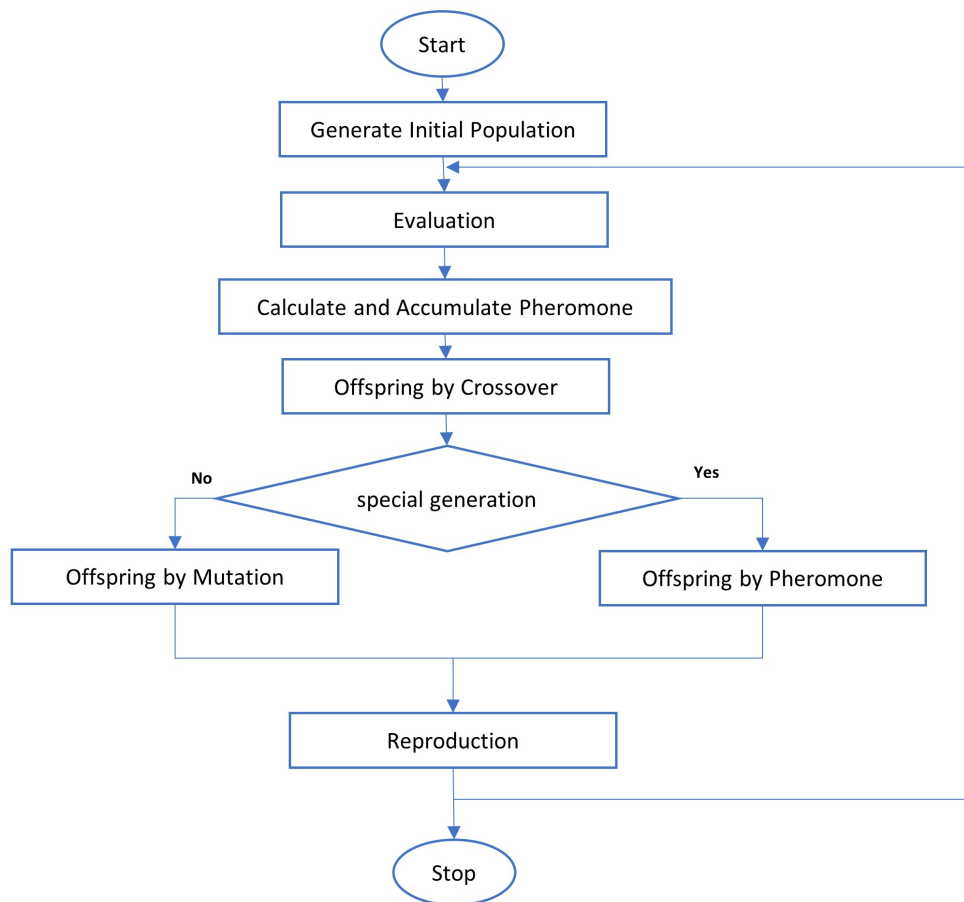 Start
Generate Initial Population
Evaluation
Calculate and Accumulate Pheromone
Offspring by Crossover
No
Yes
special generation
Offspring by Mutation
Offspring by Pheromone
Reproduction
Stop